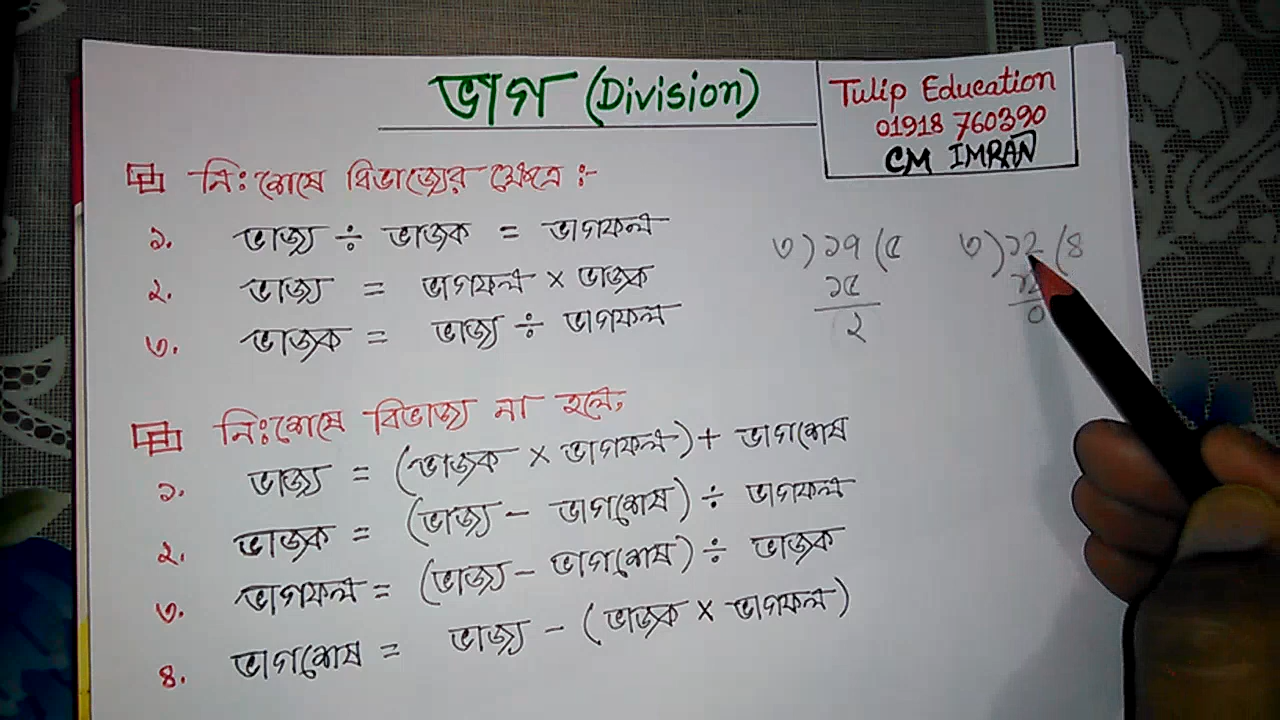 ভাগ (Division)
Tulip Education
01918 760390
CM IMRAN
নিঃশেষে বিভাজ্যের ক্ষেত্রে :-
১. ভাজ্য ÷ ভাজক = ভাগফল
২. ভাজ্য = ভাগফল × ভাজক
৩. ভাজক = ভাজ্য ÷ ভাগফল
৩) ১৭ (৫
১৫
২
৩) ১২ (৪
০
নিঃশেষে বিভাজ্য না হলে,
১. ভাজ্য = (ভাজক × ভাগফল) + ভাগশেষ
২. ভাজক = (ভাজ্য - ভাগশেষ) ÷ ভাগফল
৩. ভাগফল = (ভাজ্য - ভাগশেষ) ÷ ভাজক
৪. ভাগশেষ = ভাজ্য - (ভাজক × ভাগফল)